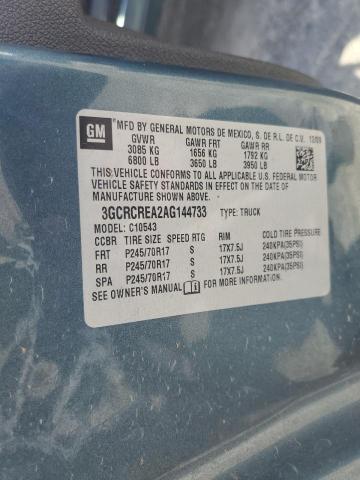 GM MFD BY GENERAL MOTORS DE MEXICO, S. DE R.L. DE C.V. 12/09
GVWR GAWR FRT GAWR RR
3085 KG 1656 KG 1792 KG
6800 LB 3650 LB 3950 LB
THIS VEHICLE CONFORMS TO ALL APPLICABLE U.S. FEDERAL MOTOR
VEHICLE SAFETY STANDARDS IN EFFECT ON THE DATE OF
MANUFACTURE SHOWN ABOVE.
3GCRCREA2AG144733 TYPE: TRUCK
MODEL: C10543
CCBR TIRE SIZE SPEED RTG RIM COLD TIRE PRESSURE
FRT P245/70R17 S 17X7.5J 240KPA(35PSI)
RR P245/70R17 S 17X7.5J 240KPA(35PSI)
SPA P245/70R17 S 17X7.5J 240KPA(35PSI)
SEE OWNER'S MANUAL FOR MORE INFORMATION.